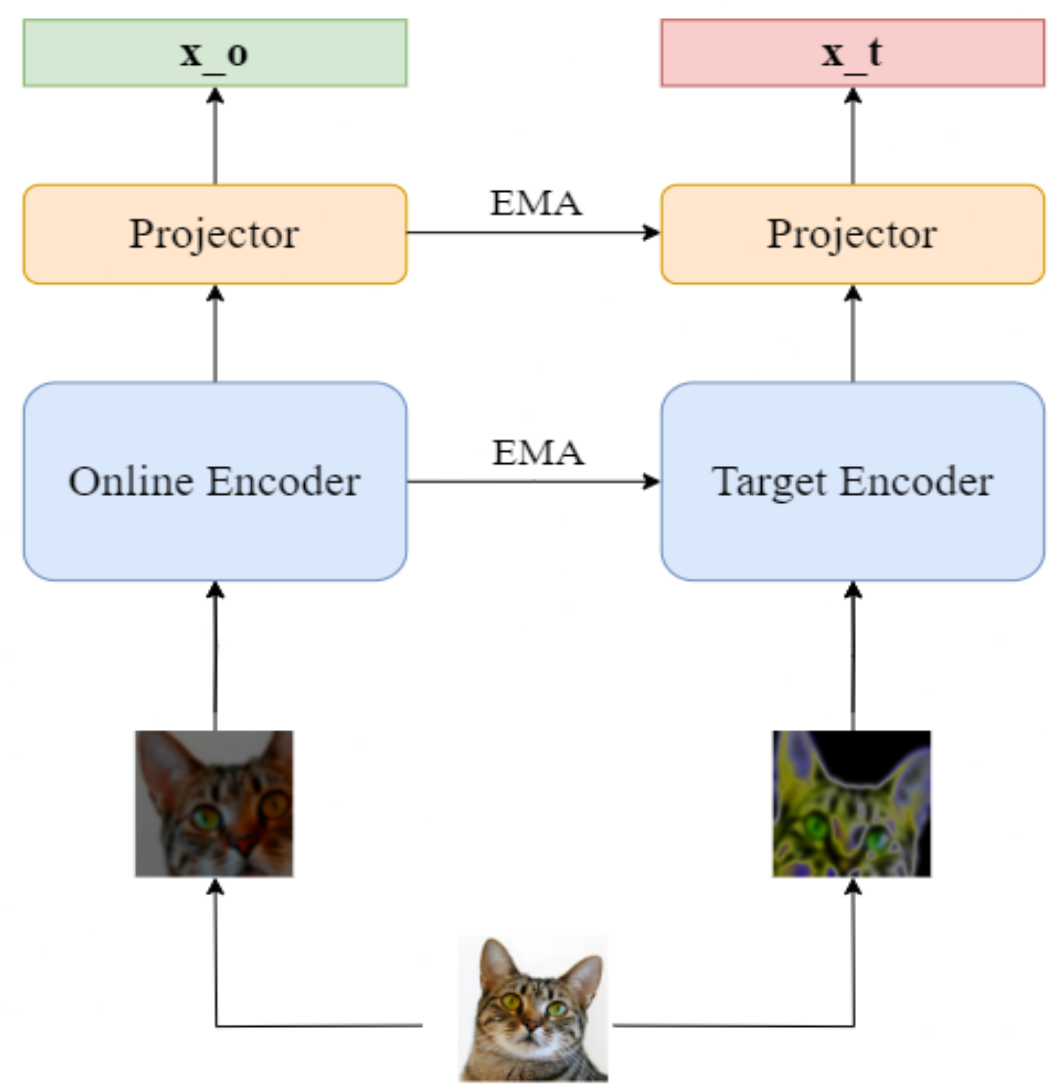 x_o
x_t
Projector
EMA
Projector
Online Encoder
EMA
Target Encoder